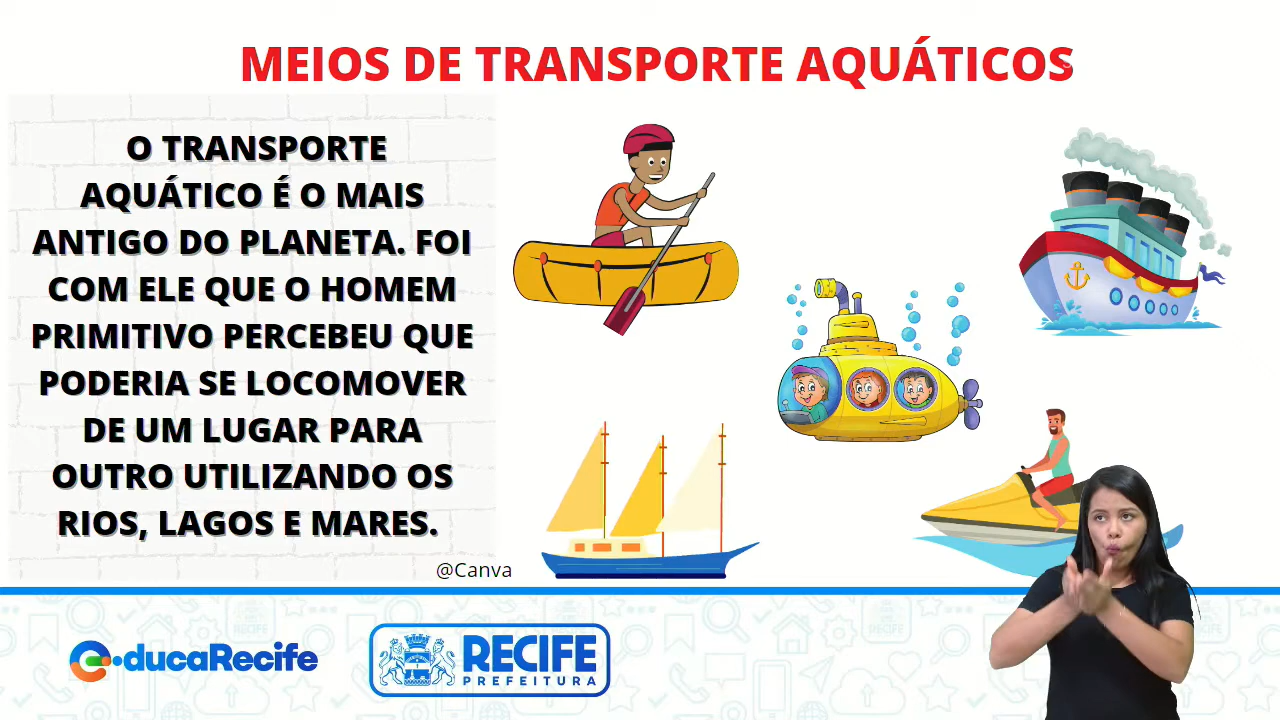 MEIOS DE TRANSPORTE AQUÁTICOS
O TRANSPORTE
AQUÁTICO É O MAIS
ANTIGO DO PLANETA. FOI
COM ELE QUE O HOMEM
PRIMITIVO PERCEBEU QUE
PODERIA SE LOCOMOVER
DE UM LUGAR PARA
OUTRO UTILIZANDO OS
RIOS, LAGOS E MARES.
@Canva
educaRecife
RECIFE
PREFEITURA